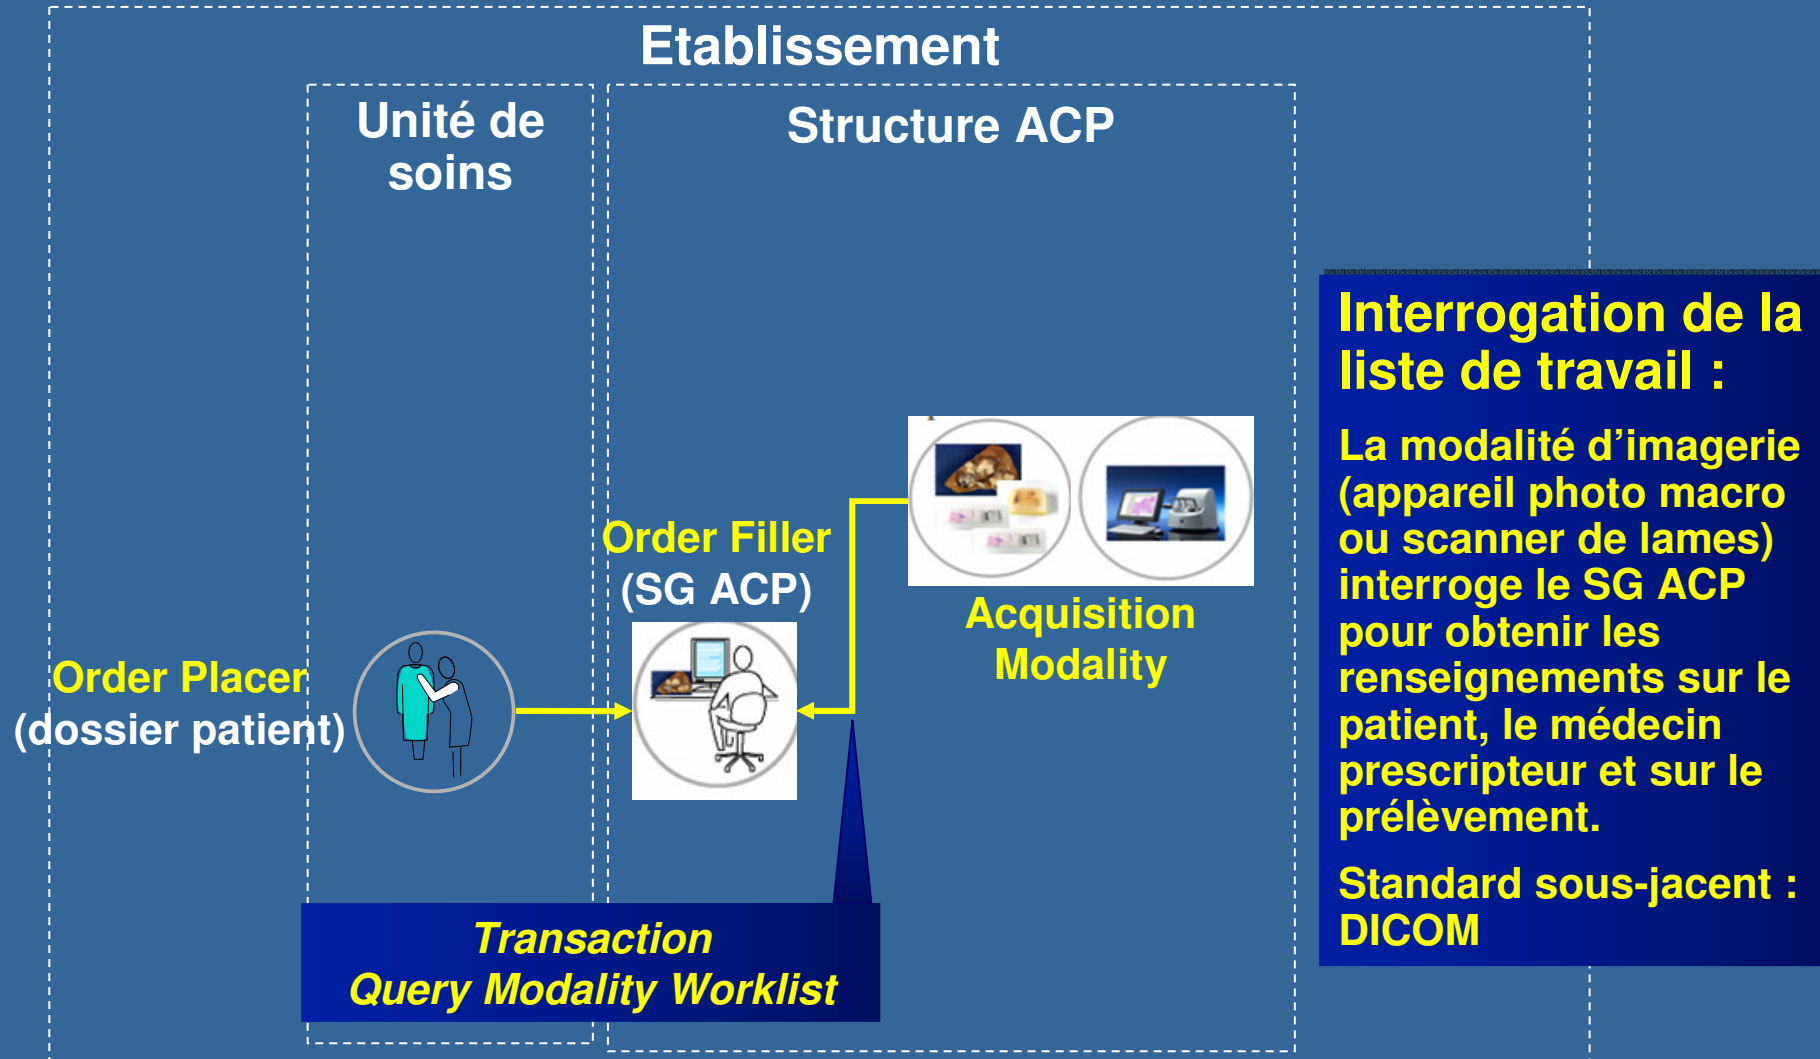 Etablissement
Unité de
soins
Structure ACP
Order Placer
(dossier patient)
Order Filler
(SG ACP)
Acquisition
Modality
Transaction
Query Modality Worklist
Interrogation de la
liste de travail :
La modalité d’imagerie
(appareil photo macro
ou scanner de lames)
interroge le SG ACP
pour obtenir les
renseignements sur le
patient, le médecin
prescripteur et sur le
prélèvement.
Standard sous-jacent :
DICOM